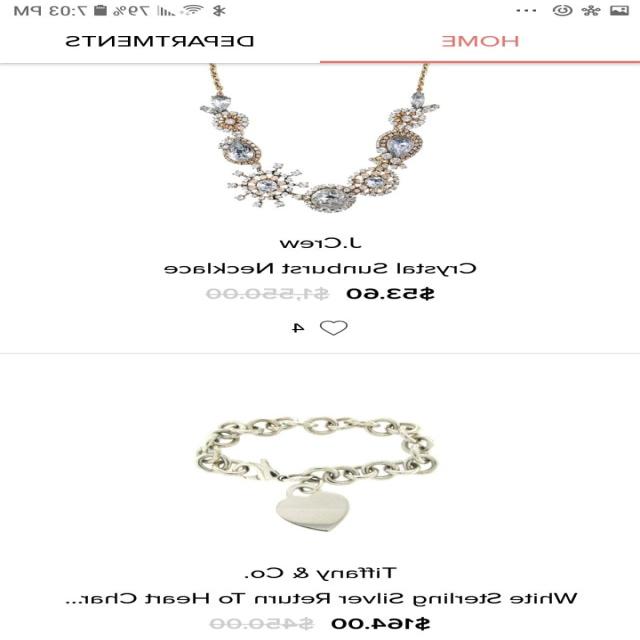 79% 7:03 PM
HOME DEPARTMENTS
J.Crew
Crystal Sunburst Necklace
$53.60 $1,550.00
4
Tiffany & Co.
White Sterling Silver Return To Heart Char...
$164.00 $450.00